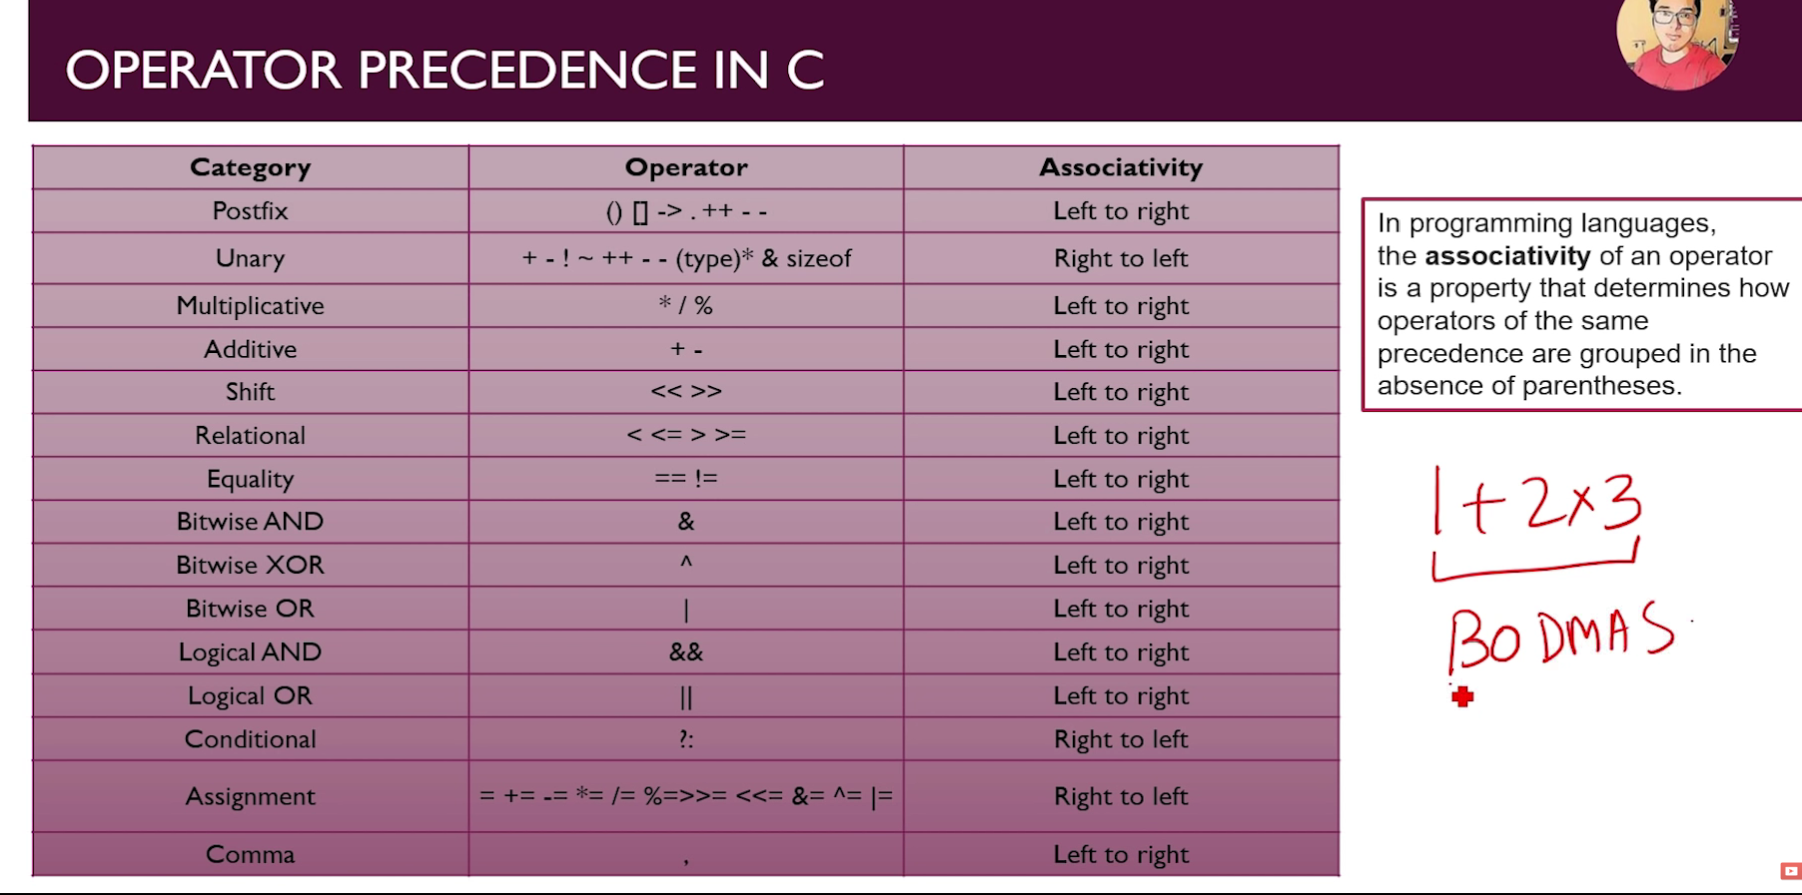 OPERATOR PRECEDENCE IN C
Category Operator Associativity
Postfix () [] -> . ++ - - Left to right
Unary + - ! ~ ++ - - (type)* & sizeof Right to left
Multiplicative * / % Left to right
Additive + - Left to right
Shift << >> Left to right
Relational < <= > >= Left to right
Equality == != Left to right
Bitwise AND & Left to right
Bitwise XOR ^ Left to right
Bitwise OR | Left to right
Logical AND && Left to right
Logical OR || Left to right
Conditional ?: Right to left
Assignment = += -= *= /= %=>>= <<= &= ^= |= Right to left
Comma , Left to right
In programming languages,
the associativity of an operator
is a property that determines how
operators of the same
precedence are grouped in the
absence of parentheses.
1+2×3
BODMAS